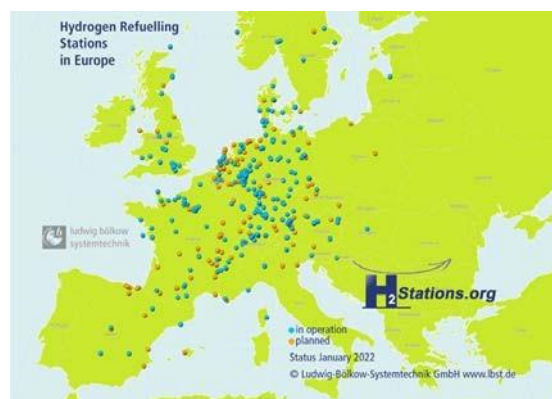 Hydrogen Refuelling
Stations
in Europe
ludwig bölkow
systemtechnik
H2Stations.org
in operation
planned
Status January 2022
© Ludwig-Bölkow-Systemtechnik GmbH www.lbst.de